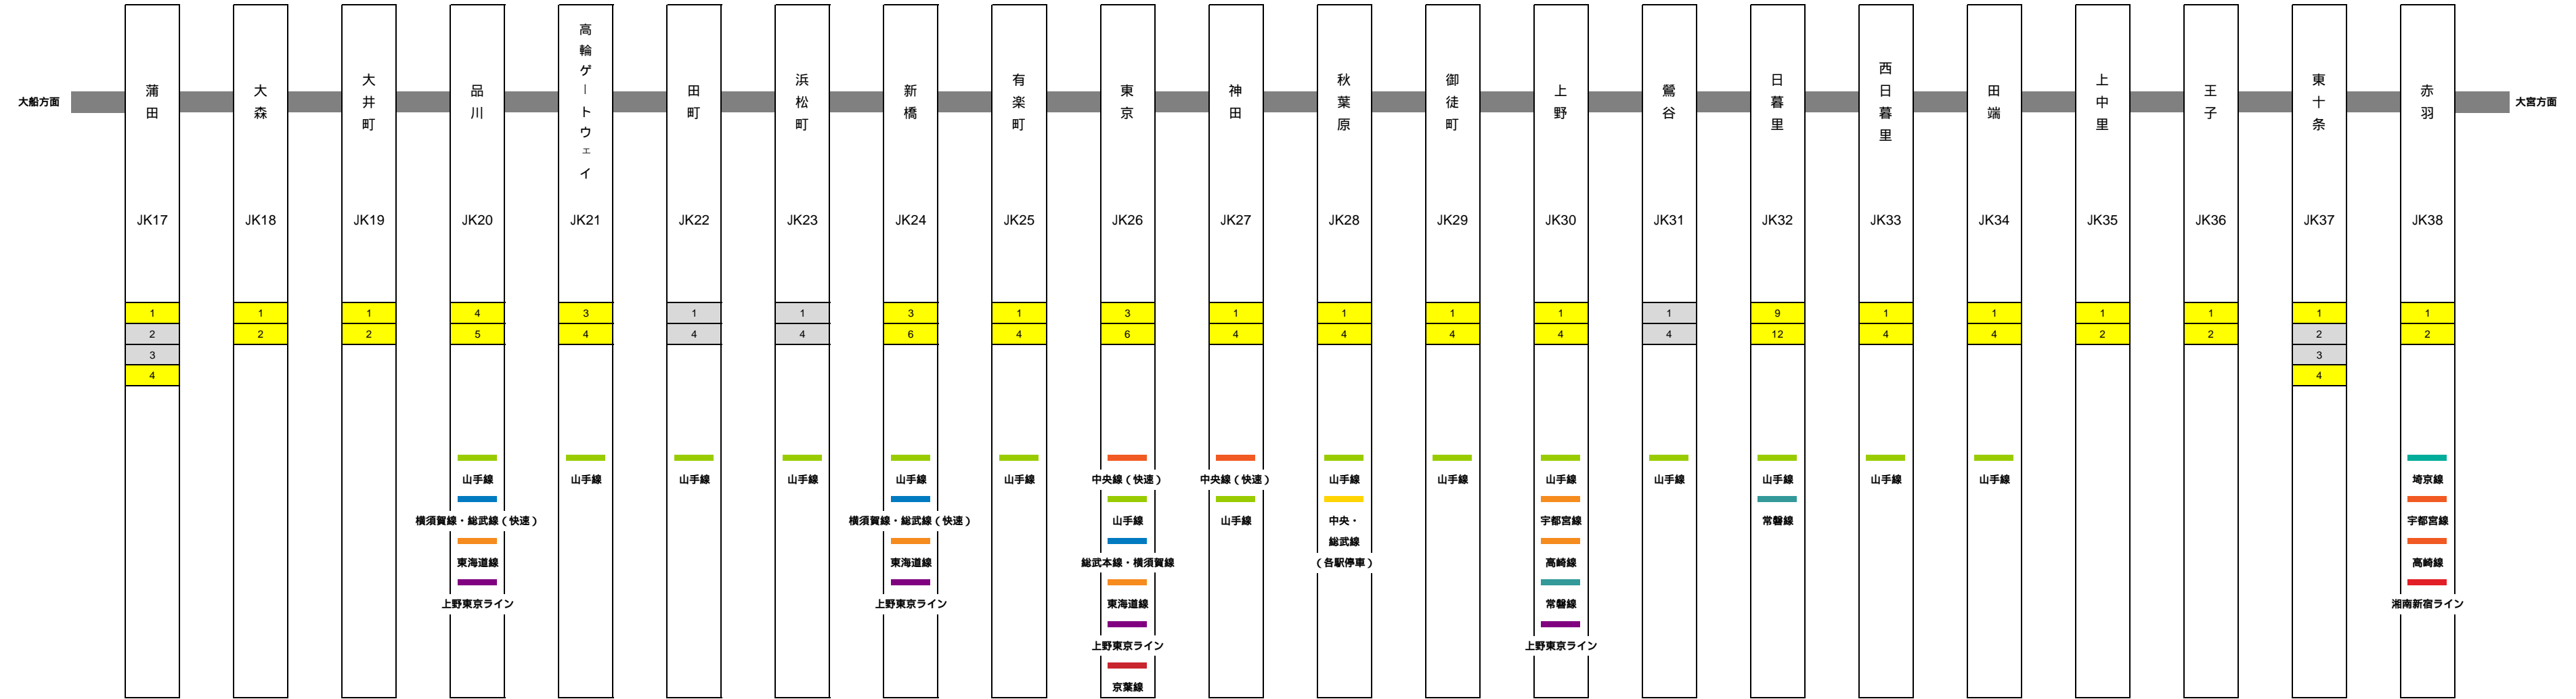 大船方面
蒲田
大森
大井町
品川
高輪ゲートウェイ
田町
浜松町
新橋
有楽町
東京
神田
秋葉原
御徒町
上野
鶯谷
日暮里
西日暮里
田端
上中里
王子
東十条
赤羽
大宮方面
JK17 JK18 JK19 JK20 JK21 JK22 JK23 JK24 JK25 JK26 JK27 JK28 JK29 JK30 JK31 JK32 JK33 JK34 JK35 JK36 JK37 JK38
1 1 1 4 3 1 1 3 1 3 1 1 1 1 1 9 1 1 1 1 1 1
2 2 2 5 4 4 4 6 4 6 4 4 4 4 4 12 4 4 2 2 2 2
3 3
4 4
山手線
横須賀線・総武線（快速）
東海道線
上野東京ライン
山手線
山手線
山手線
山手線
横須賀線・総武線（快速）
東海道線
上野東京ライン
山手線
中央線（快速）
山手線
総武本線・横須賀線
東海道線
上野東京ライン
京葉線
中央線（快速）
山手線
山手線
中央・
総武線
（各駅停車）
山手線
山手線
宇都宮線
高崎線
常磐線
上野東京ライン
山手線
山手線
常磐線
山手線
山手線
埼京線
宇都宮線
高崎線
湘南新宿ライン